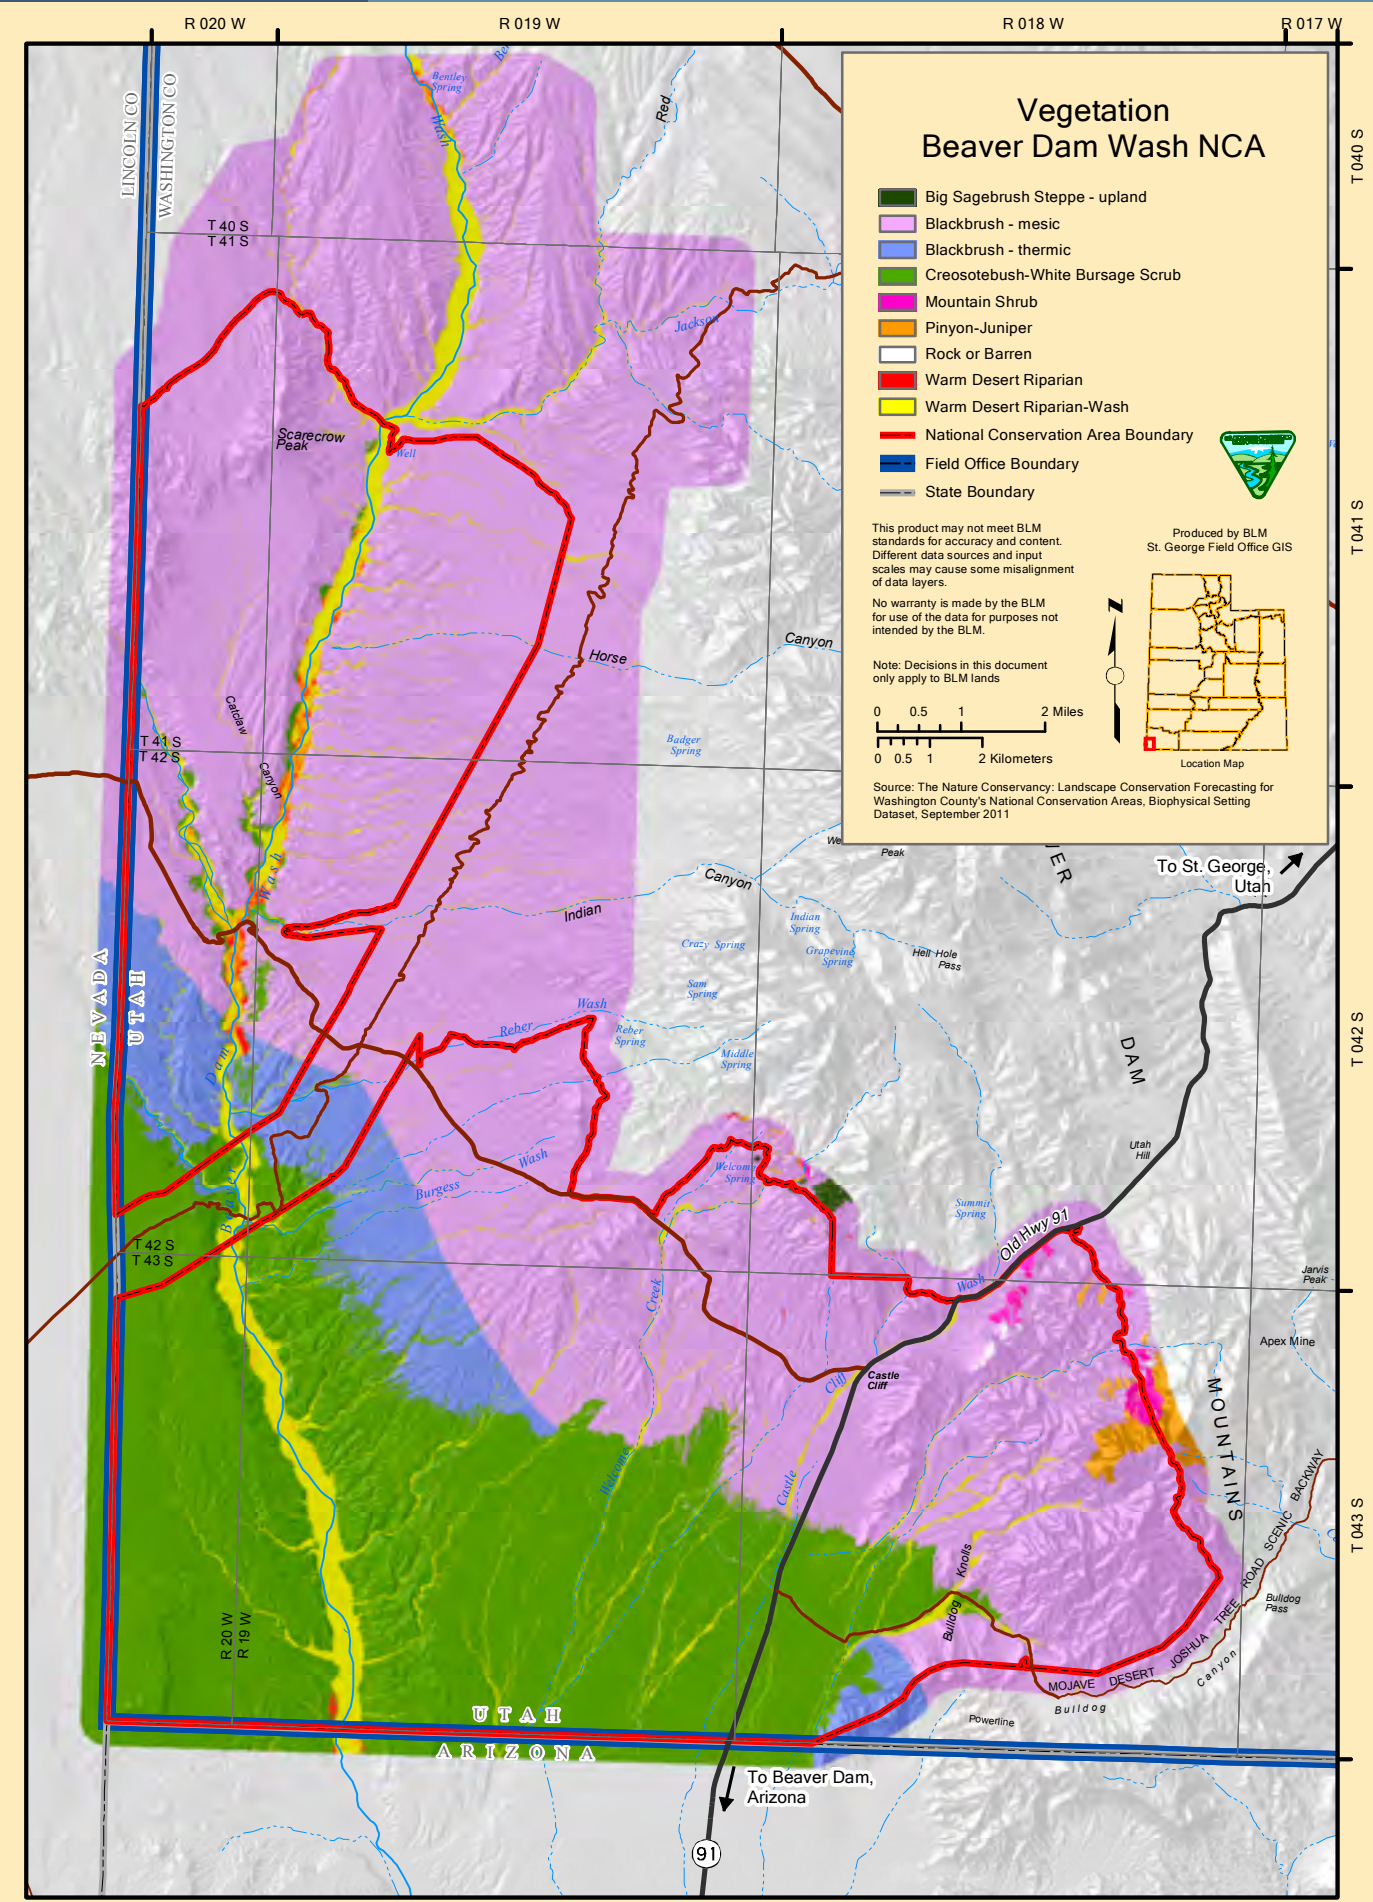 R 020 W
R 019 W
R 018 W
R 017 W
T 040 S
T 041 S
T 042 S
T 043 S
Vegetation
Beaver Dam Wash NCA
Big Sagebrush Steppe - upland
Blackbrush - mesic
Blackbrush - thermic
Creosotebush-White Bursage Scrub
Mountain Shrub
Pinyon-Juniper
Rock or Barren
Warm Desert Riparian
Warm Desert Riparian-Wash
National Conservation Area Boundary
Field Office Boundary
State Boundary
This product may not meet BLM
standards for accuracy and content.
Different data sources and input
scales may cause some misalignment
of data layers.
No warranty is made by the BLM
for use of the data for purposes not
intended by the BLM.
Note: Decisions in this document
only apply to BLM lands
Produced by BLM
St. George Field Office GIS
N
0 0.5 1 2 Miles
0 0.5 1 2 Kilometers
Location Map
Source: The Nature Conservancy: Landscape Conservation Forecasting for
Washington County's National Conservation Areas, Biophysical Setting
Dataset, September 2011
LINCOLN CO
WASHINGTON CO
Bentley
Spring
Wash
Red
T 40 S
T 41 S
Jackson
Scarecrow
Peak
Well
Horse
Canyon
Catclaw
Canyon
T 41 S
T 42 S
Badger
Spring
Wash
Peak
Canyon
Indian
To St. George,
Utah
Indian
Spring
Crazy Spring
Grapevine
Spring
Hell Hole
Pass
Sam
Spring
NEVADA
UTAH
Reber
Wash
Reber
Spring
Middle
Spring
DAM
Dam
Utah
Hill
Wash
Burgess
Welcome
Spring
Summit
Spring
Beaver
Old Hwy 91
T 42 S
T 43 S
Wash
Creek
Jarvis
Peak
Apex Mine
Cliff
Castle
Cliff
MOUNTAINS
Welcome
Castle
Knolls
Bulldog
R 20 W
R 19 W
MOJAVE DESERT JOSHUA TREE ROAD SCENIC BACKWAY
Bulldog
Pass
Canyon
Bulldog
Powerline
UTAH
ARIZONA
To Beaver Dam,
Arizona
91